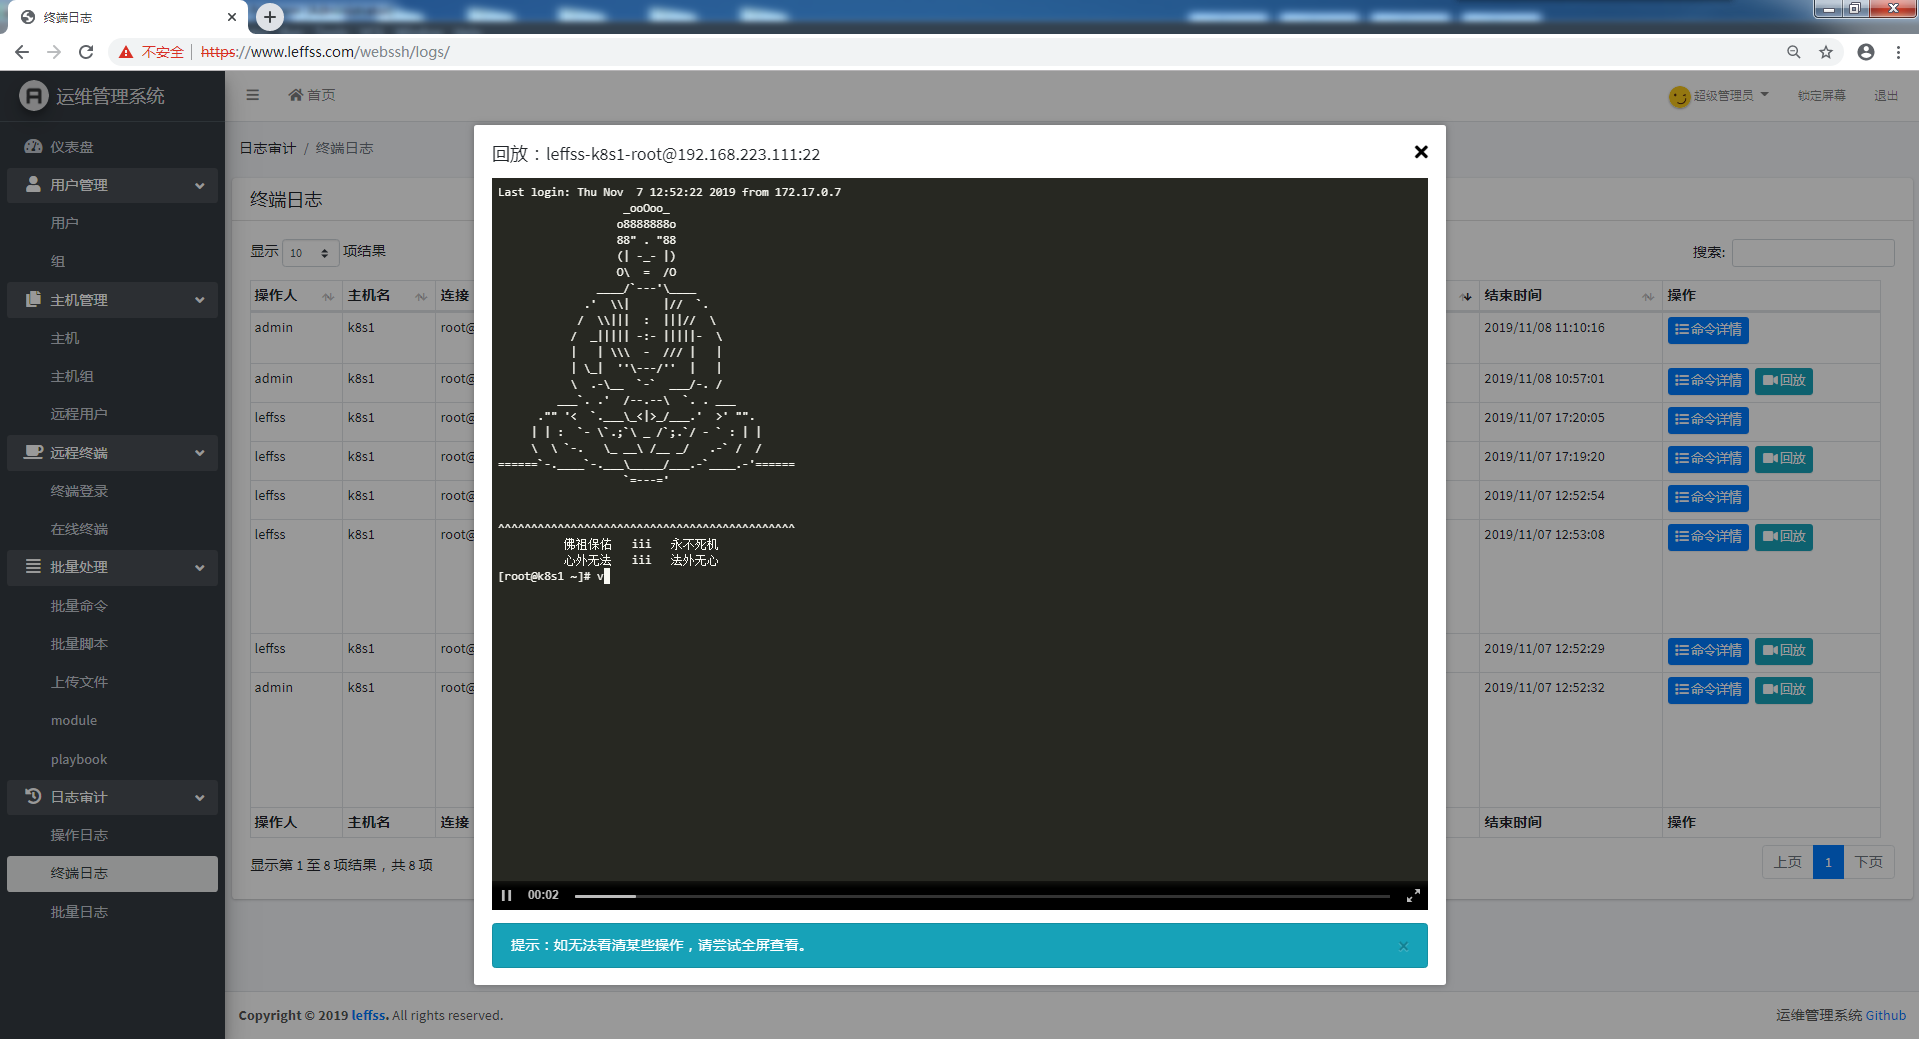 终端日志
不安全 https://www.leffss.com/webssh/logs/
运维管理系统
首页
超级管理员 锁定屏幕 退出
仪表盘
用户管理
用户
组
主机管理
主机
主机组
远程用户
远程终端
终端登录
在线终端
批量处理
批量命令
批量脚本
上传文件
module
playbook
日志审计
操作日志
终端日志
批量日志
日志审计 / 终端日志
终端日志
显示 10 项结果
搜索:
操作人 主机名 连接 结束时间 操作
admin k8s1 root@ 2019/11/08 11:10:16 命令详情
admin k8s1 root@ 2019/11/08 10:57:01 命令详情 回放
leffss k8s1 root@ 2019/11/07 17:20:05 命令详情
leffss k8s1 root@ 2019/11/07 17:19:20 命令详情 回放
leffss k8s1 root@ 2019/11/07 12:52:54 命令详情
leffss k8s1 root@ 2019/11/07 12:53:08 命令详情 回放
leffss k8s1 root@ 2019/11/07 12:52:29 命令详情 回放
admin k8s1 root@ 2019/11/07 12:52:32 命令详情 回放
操作人 主机名 连接 结束时间 操作
显示第 1 至 8 项结果，共 8 项
上页 1 下页
回放：leffss-k8s1-root@192.168.223.111:22
Last login: Thu Nov  7 12:52:22 2019 from 172.17.0.7
                   _ooOoo_
                  o8888888o
                  88" . "88
                  (| -_- |)
                  O\  =  /O
               ____/`---'\____
             .'  \\|     |//  `.
            /  \\|||  :  |||//  \
           /  _||||| -:- |||||-  \
           |   | \\\  -  /// |   |
           | \_|  ''\---/''  |   |
           \  .-\__  `-`  ___/-. /
         ___`. .'  /--.--\  `. . ___
      ."" '<  `.___\_<|>_/___.'  >' "".
     | | :  `- \`.;`\ _ /`;.`/ - ` : | |
     \  \ `-.   \_ __\ /__ _/   .-` /  /
======`-.____`-.___\_____/___.-`____.-'======
                   `=---='
^^^^^^^^^^^^^^^^^^^^^^^^^^^^^^^^^^^^^^^^^^^^^
佛祖保佑 iii 永不死机
心外无法 iii 法外无心
[root@k8s1 ~]# v
00:02
提示：如无法看清某些操作，请尝试全屏查看。
Copyright © 2019 leffss. All rights reserved.
运维管理系统 Github